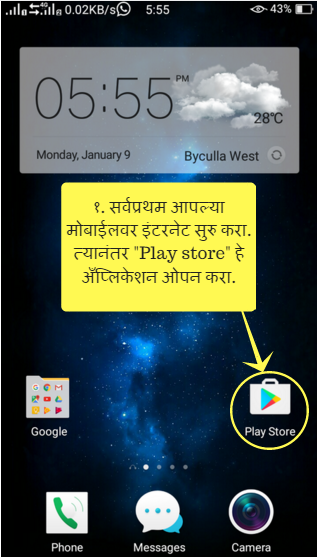 0.02KB/s 5:55 43%
05:55 PM
28°C
Monday, January 9 Byculla West
१. सर्वप्रथम आपल्या
मोबाईलवर इंटरनेट सुरु करा.
त्यानंतर "Play store" हे
अ‍ॅप्लिकेशन ओपन करा.
Google Play Store
Phone Messages Camera